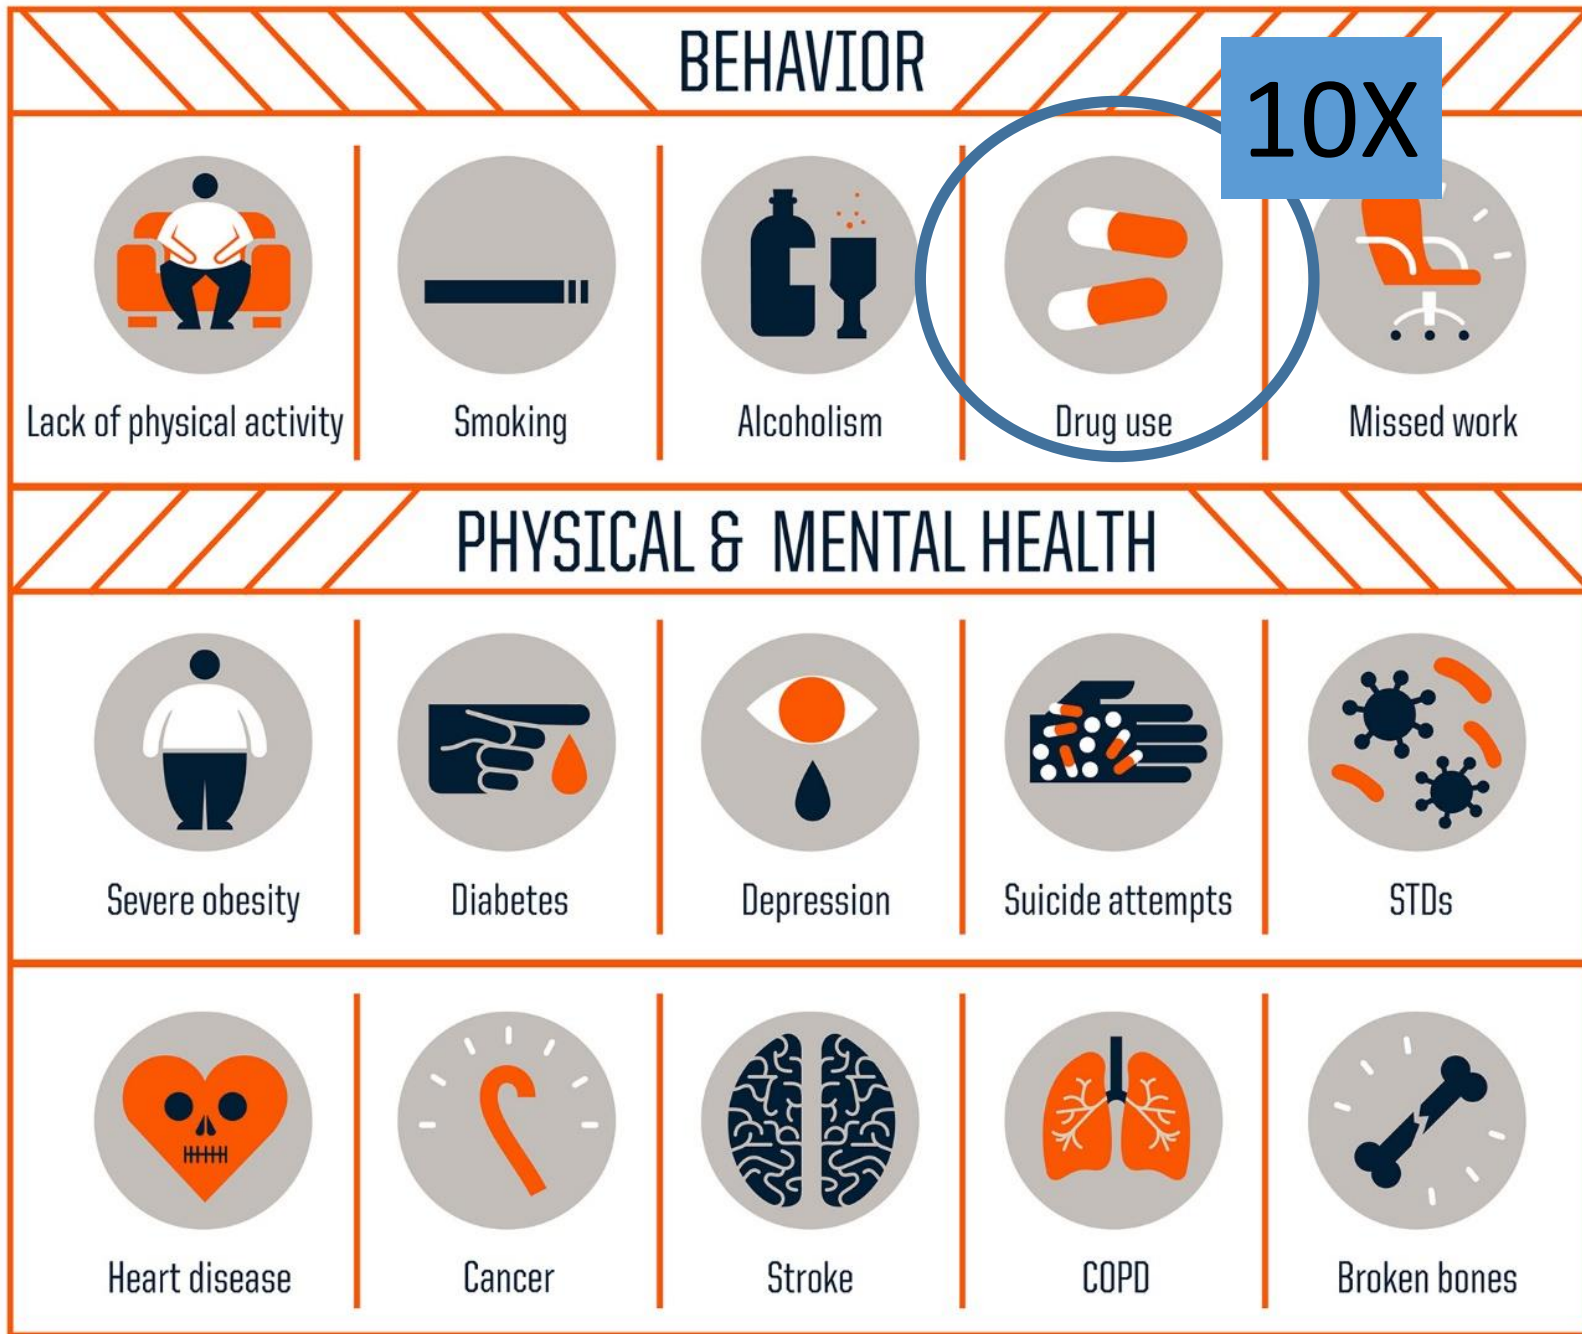 BEHAVIOR
10X
Lack of physical activity
Smoking
Alcoholism
Drug use
Missed work
PHYSICAL & MENTAL HEALTH
Severe obesity
Diabetes
Depression
Suicide attempts
STDs
Heart disease
Cancer
Stroke
COPD
Broken bones